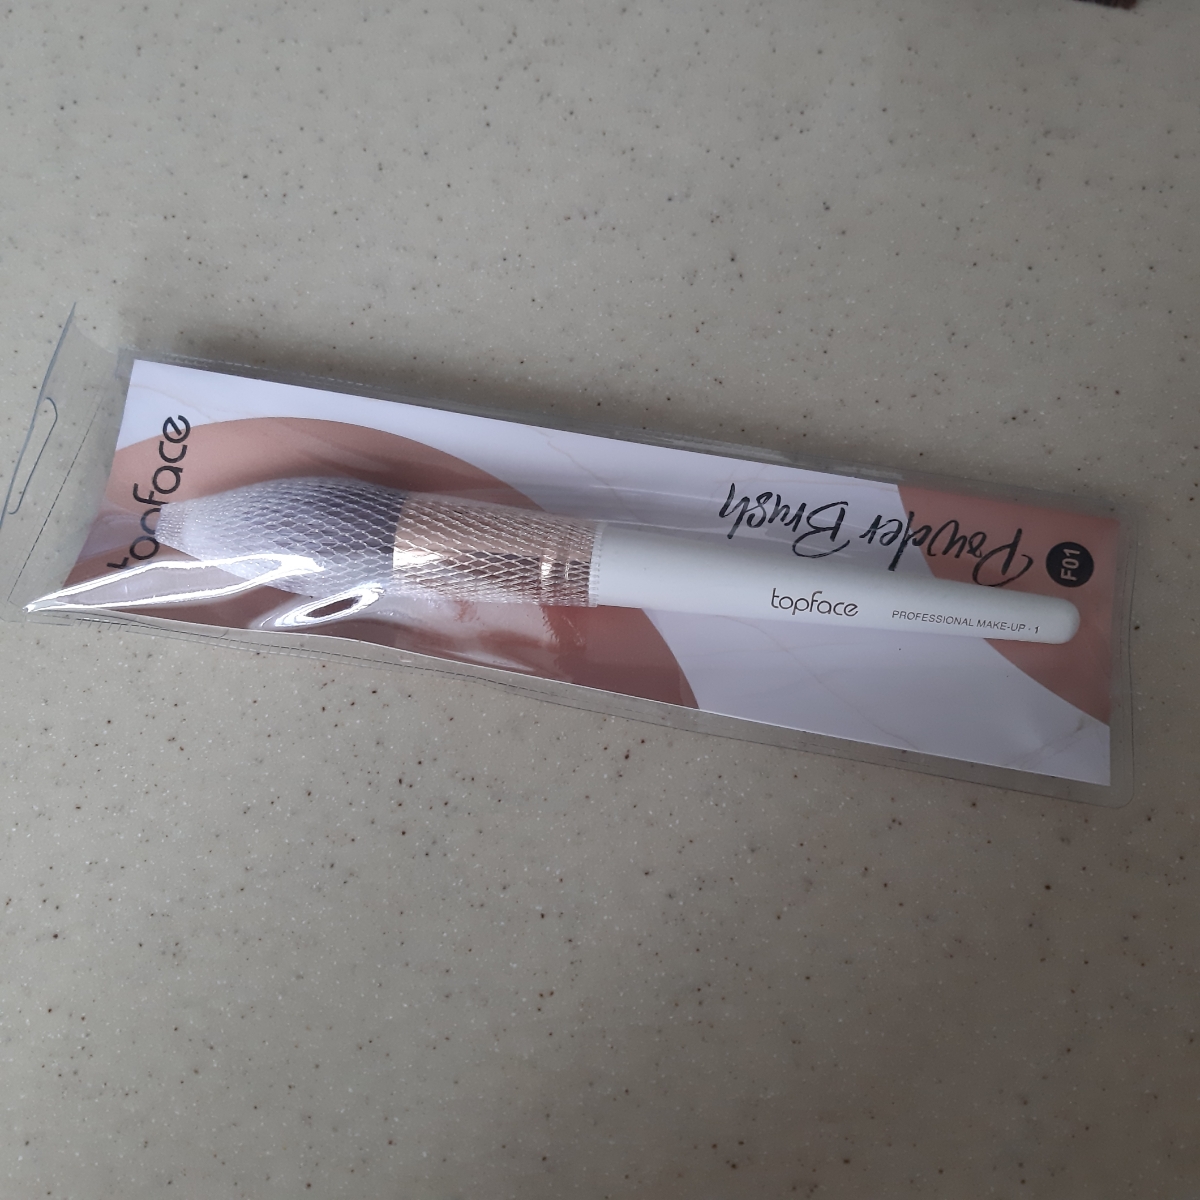 topface
Powder Brush
F01
topface
PROFESSIONAL MAKE-UP · 1